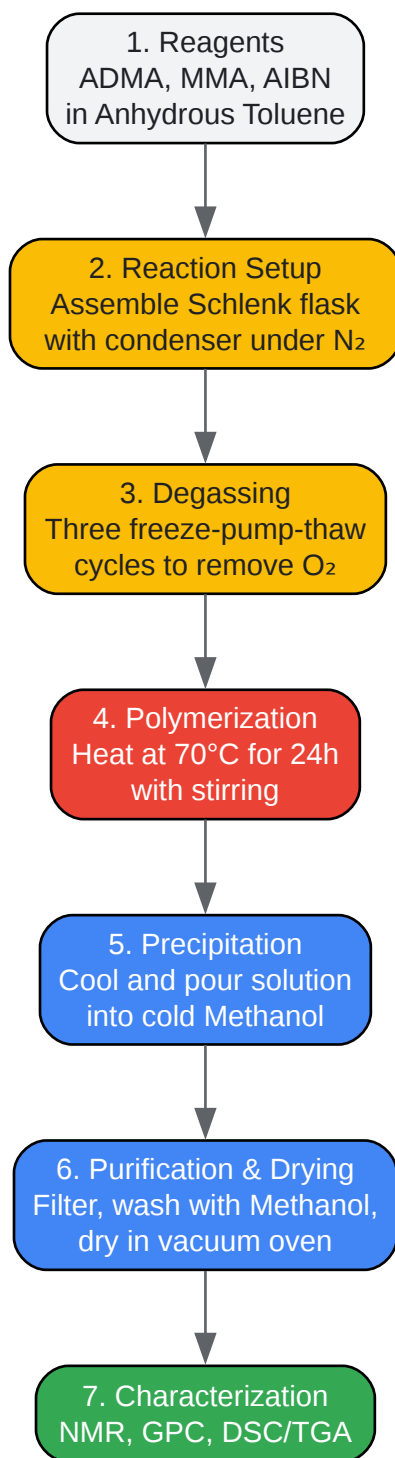 1. Reagents
ADMA, MMA, AIBN
in Anhydrous Toluene
2. Reaction Setup
Assemble Schlenk flask
with condenser under N₂
3. Degassing
Three freeze-pump-thaw
cycles to remove O₂
4. Polymerization
Heat at 70°C for 24h
with stirring
5. Precipitation
Cool and pour solution
into cold Methanol
6. Purification & Drying
Filter, wash with Methanol,
dry in vacuum oven
7. Characterization
NMR, GPC, DSC/TGA